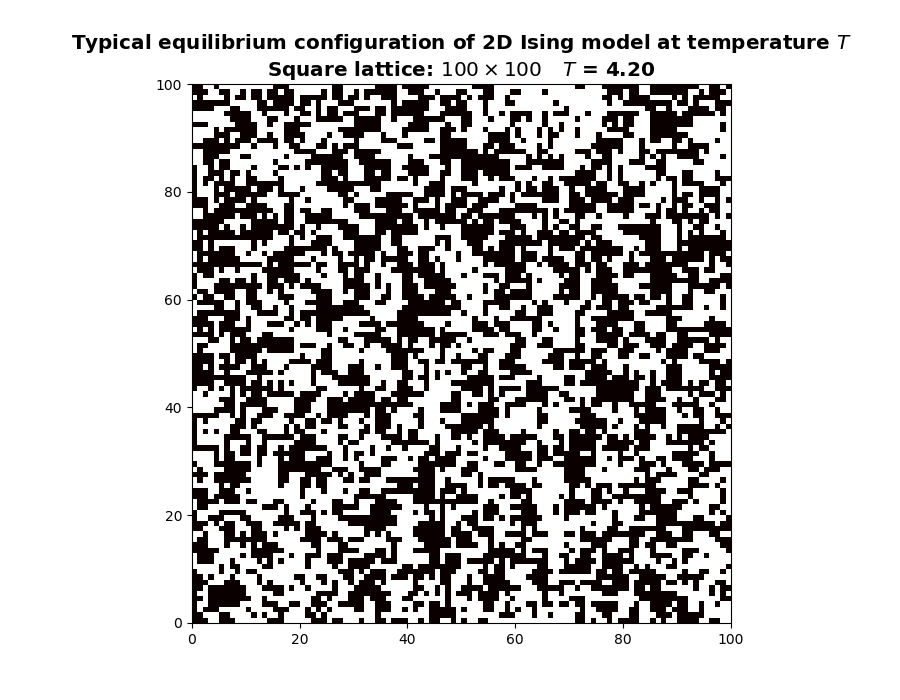 Typical equilibrium configuration of 2D Ising model at temperature T
Square lattice: 100 × 100 T = 4.20
100
80
60
40
20
0
0 20 40 60 80 100